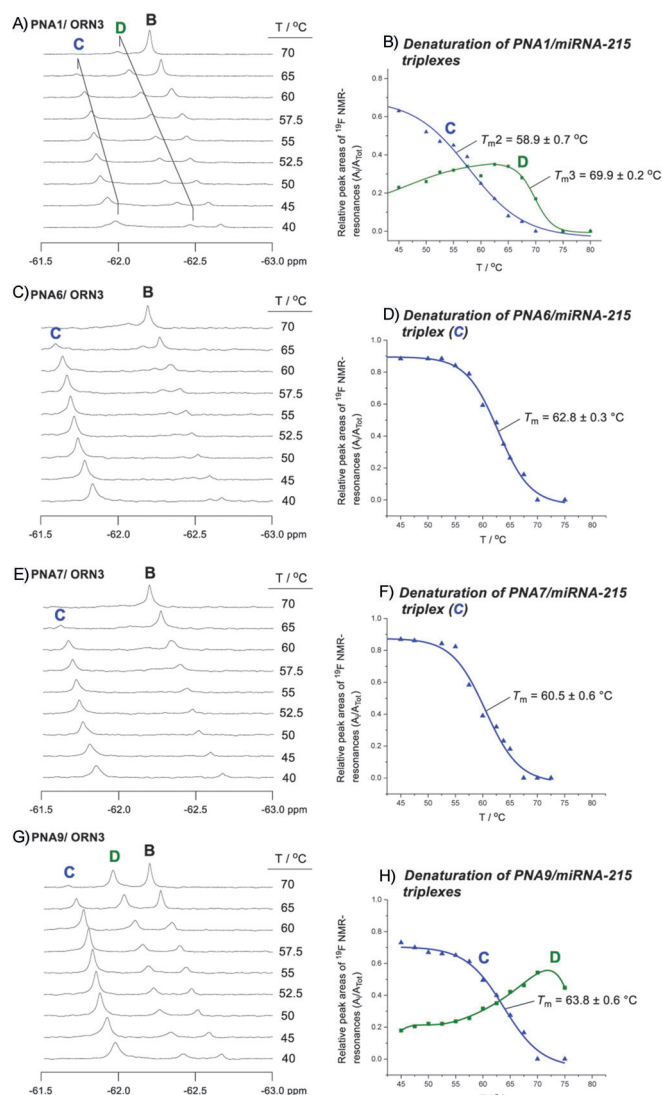 A) PNA1/ ORN3
C
D
B
T / °C
70
65
60
57.5
55
52.5
50
45
40
-61.5
-62.0
-62.5
-63.0 ppm
B) Denaturation of PNA1/miRNA-215
triplexes
Relative peak areas of 19F NMR-
resonances (Ai/ATot)
0.8
0.6
0.4
0.2
0.0
C
Tm2 = 58.9 ± 0.7 °C
D
Tm3 = 69.9 ± 0.2 °C
45 50 55 60 65 70 75 80
T / °C
C) PNA6/ ORN3
B
C
T / °C
70
65
60
57.5
55
52.5
50
45
40
-61.5
-62.0
-62.5
-63.0 ppm
D) Denaturation of PNA6/miRNA-215
triplex (C)
Relative peak areas of 19F NMR-
resonances (Ai/ATot)
1.0
0.8
0.6
0.4
0.2
0.0
Tm = 62.8 ± 0.3 °C
45 50 55 60 65 70 75 80
T / °C
E) PNA7/ ORN3
B
C
T / °C
70
65
60
57.5
55
52.5
50
45
40
-61.5
-62.0
-62.5
-63.0 ppm
F) Denaturation of PNA7/miRNA-215
triplex (C)
Relative peak areas of 19F NMR-
resonances (Ai/ATot)
1.0
0.8
0.6
0.4
0.2
0.0
Tm = 60.5 ± 0.6 °C
45 50 55 60 65 70 75 80
T / °C
G) PNA9/ ORN3
C
D
B
T / °C
70
65
60
57.5
55
52.5
50
45
40
-61.5
-62.0
-62.5
-63.0 ppm
H) Denaturation of PNA9/miRNA-215
triplexes
Relative peak areas of 19F NMR-
resonances (Ai/ATot)
1.0
0.8
0.6
0.4
0.2
0.0
C
D
Tm = 63.8 ± 0.6 °C
45 50 55 60 65 70 75 80